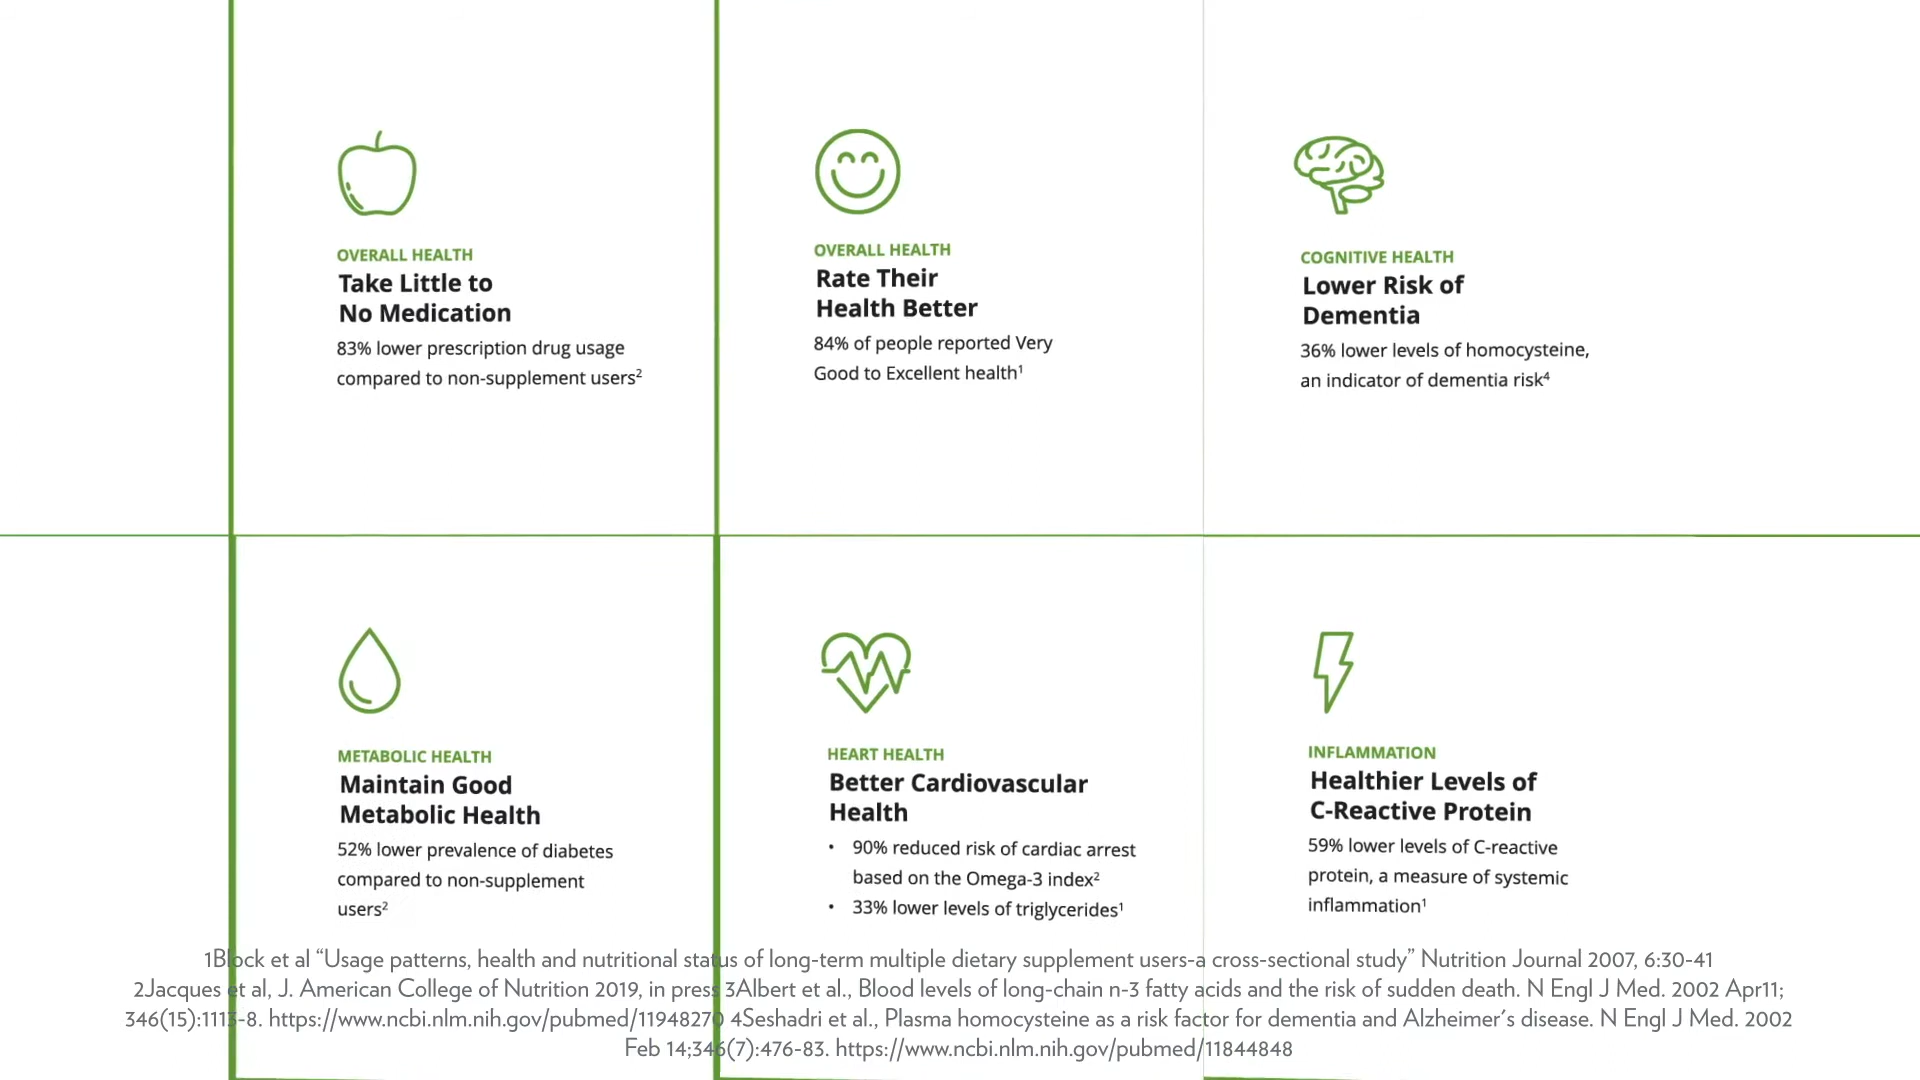 OVERALL HEALTH
Take Little to
No Medication
83% lower prescription drug usage
compared to non-supplement users²
OVERALL HEALTH
Rate Their
Health Better
84% of people reported Very
Good to Excellent health¹
COGNITIVE HEALTH
Lower Risk of
Dementia
36% lower levels of homocysteine,
an indicator of dementia risk⁴
METABOLIC HEALTH
Maintain Good
Metabolic Health
52% lower prevalence of diabetes
compared to non-supplement
users²
HEART HEALTH
Better Cardiovascular
Health
• 90% reduced risk of cardiac arrest
based on the Omega-3 index²
• 33% lower levels of triglycerides¹
INFLAMMATION
Healthier Levels of
C-Reactive Protein
59% lower levels of C-reactive
protein, a measure of systemic
inflammation¹
1Block et al “Usage patterns, health and nutritional status of long-term multiple dietary supplement users-a cross-sectional study” Nutrition Journal 2007, 6:30-41
2Jacques et al, J. American College of Nutrition 2019, in press 3Albert et al., Blood levels of long-chain n-3 fatty acids and the risk of sudden death. N Engl J Med. 2002 Apr11;
346(15):1113-8. https://www.ncbi.nlm.nih.gov/pubmed/11948270 4Seshadri et al., Plasma homocysteine as a risk factor for dementia and Alzheimer's disease. N Engl J Med. 2002
Feb 14;346(7):476-83. https://www.ncbi.nlm.nih.gov/pubmed/11844848